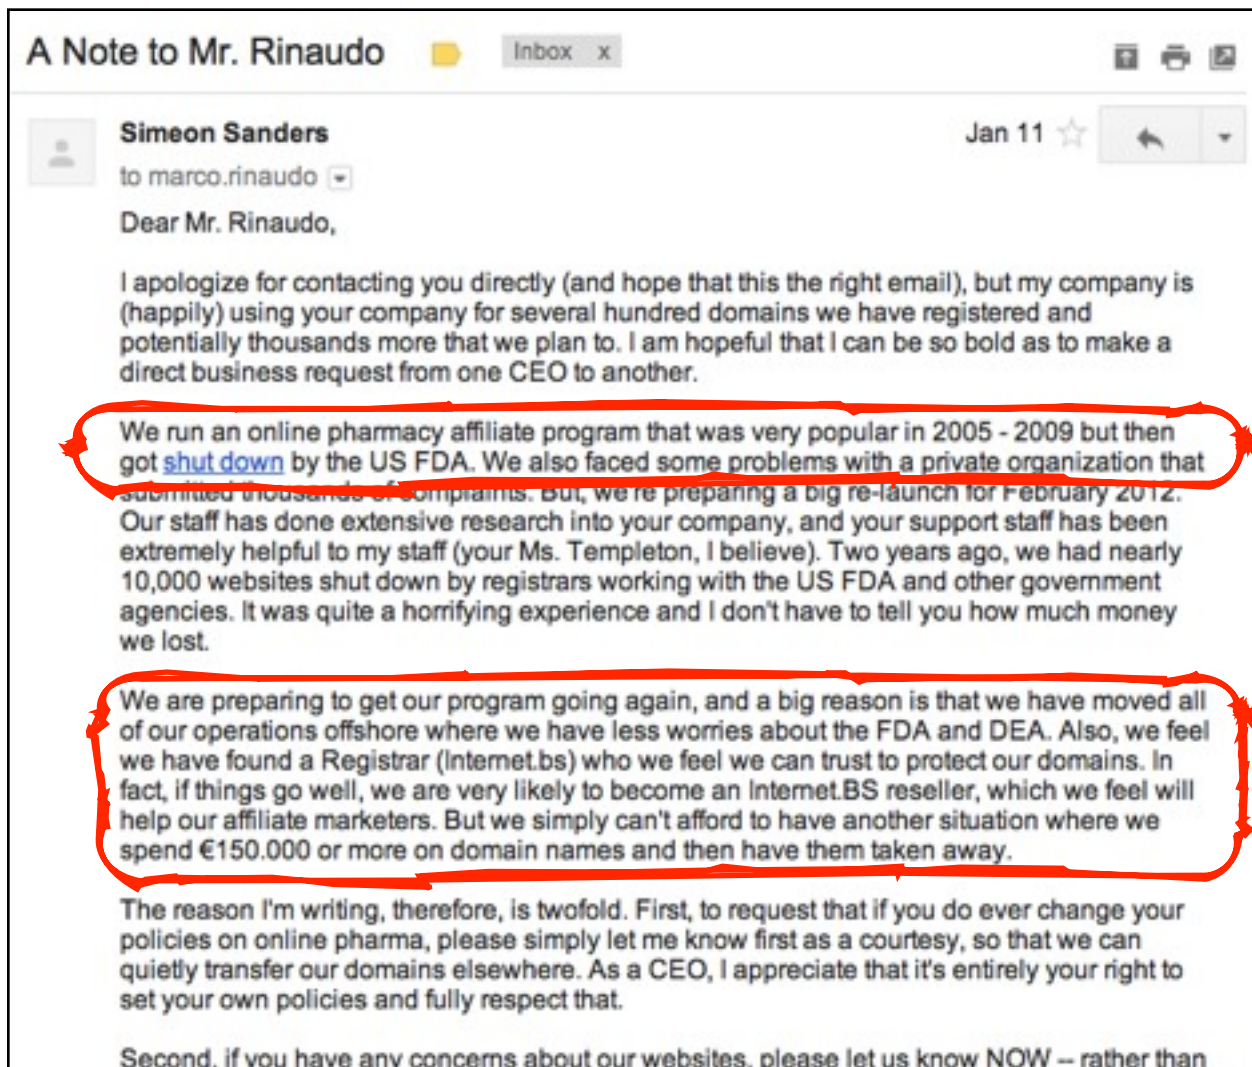 A Note to Mr. Rinaudo
Inbox x
Simeon Sanders
Jan 11
to marco.rinaudo
Dear Mr. Rinaudo,
I apologize for contacting you directly (and hope that this the right email), but my company is
(happily) using your company for several hundred domains we have registered and
potentially thousands more that we plan to. I am hopeful that I can be so bold as to make a
direct business request from one CEO to another.
We run an online pharmacy affiliate program that was very popular in 2005 - 2009 but then
got shut down by the US FDA. We also faced some problems with a private organization that
submitted thousands of complaints. But, we're preparing a big re-launch for February 2012.
Our staff has done extensive research into your company, and your support staff has been
extremely helpful to my staff (your Ms. Templeton, I believe). Two years ago, we had nearly
10,000 websites shut down by registrars working with the US FDA and other government
agencies. It was quite a horrifying experience and I don't have to tell you how much money
we lost.
We are preparing to get our program going again, and a big reason is that we have moved all
of our operations offshore where we have less worries about the FDA and DEA. Also, we feel
we have found a Registrar (Internet.bs) who we feel we can trust to protect our domains. In
fact, if things go well, we are very likely to become an Internet.BS reseller, which we feel will
help our affiliate marketers. But we simply can't afford to have another situation where we
spend €150.000 or more on domain names and then have them taken away.
The reason I'm writing, therefore, is twofold. First, to request that if you do ever change your
policies on online pharma, please simply let me know first as a courtesy, so that we can
quietly transfer our domains elsewhere. As a CEO, I appreciate that it's entirely your right to
set your own policies and fully respect that.
Second, if you have any concerns about our websites, please let us know NOW -- rather than